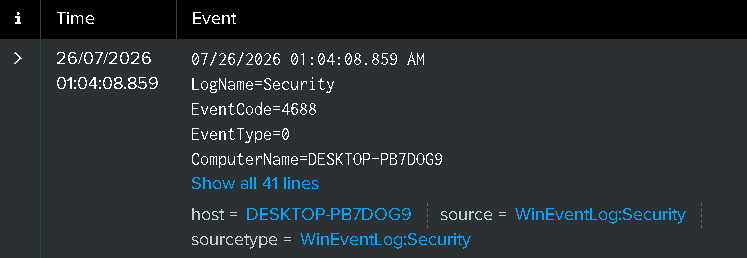 i Time Event
26/07/2026 07/26/2026 01:04:08.859 AM
01:04:08.859 LogName=Security
EventCode=4688
EventType=0
ComputerName=DESKTOP-PB7DOG9
Show all 41 lines
host = DESKTOP-PB7DOG9 source = WinEventLog:Security
sourcetype = WinEventLog:Security